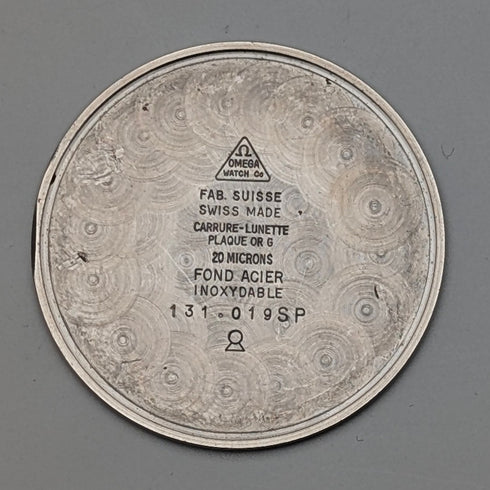 Ω
OMEGA
WATCH Co
FAB. SUISSE
SWISS MADE
CARRURE-LUNETTE
PLAQUE OR G
20 MICRONS
FOND ACIER
INOXYDABLE
131.019SP